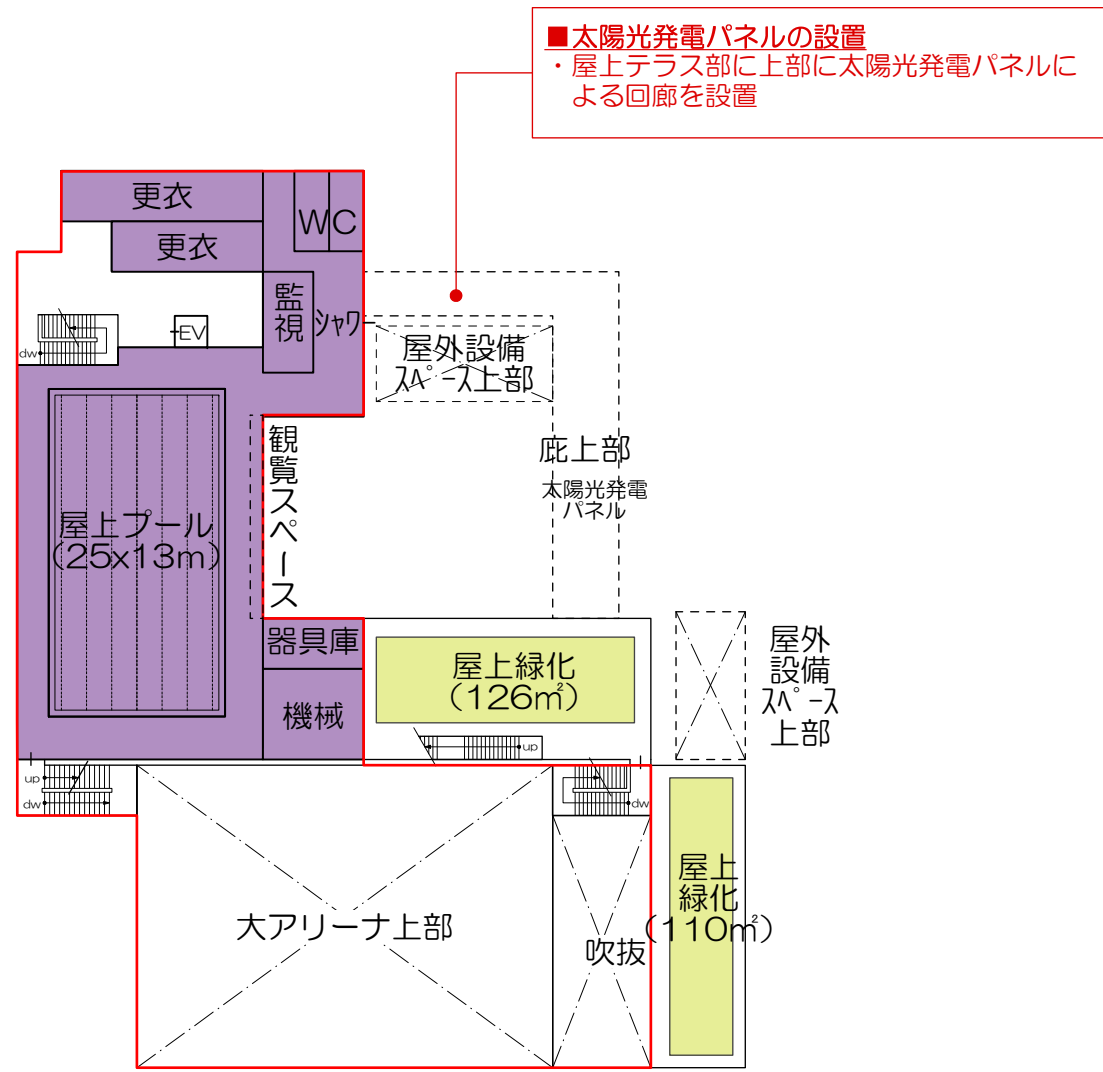 ■太陽光発電パネルの設置
・屋上テラス部に上部に太陽光発電パネルに
よる回廊を設置
更衣
WC
更衣
監視
ｼｬﾜｰ
EV
dw
屋外設備
ｽﾍﾟｰｽ上部
観覧スペース
庇上部
太陽光発電
パネル
屋上プール
(25x13m)
器具庫
屋上緑化
(126㎡)
屋外
設備
ｽﾍﾟｰｽ
上部
機械
up
up
dw
dw
屋上
緑化
(110㎡)
大アリーナ上部
吹抜